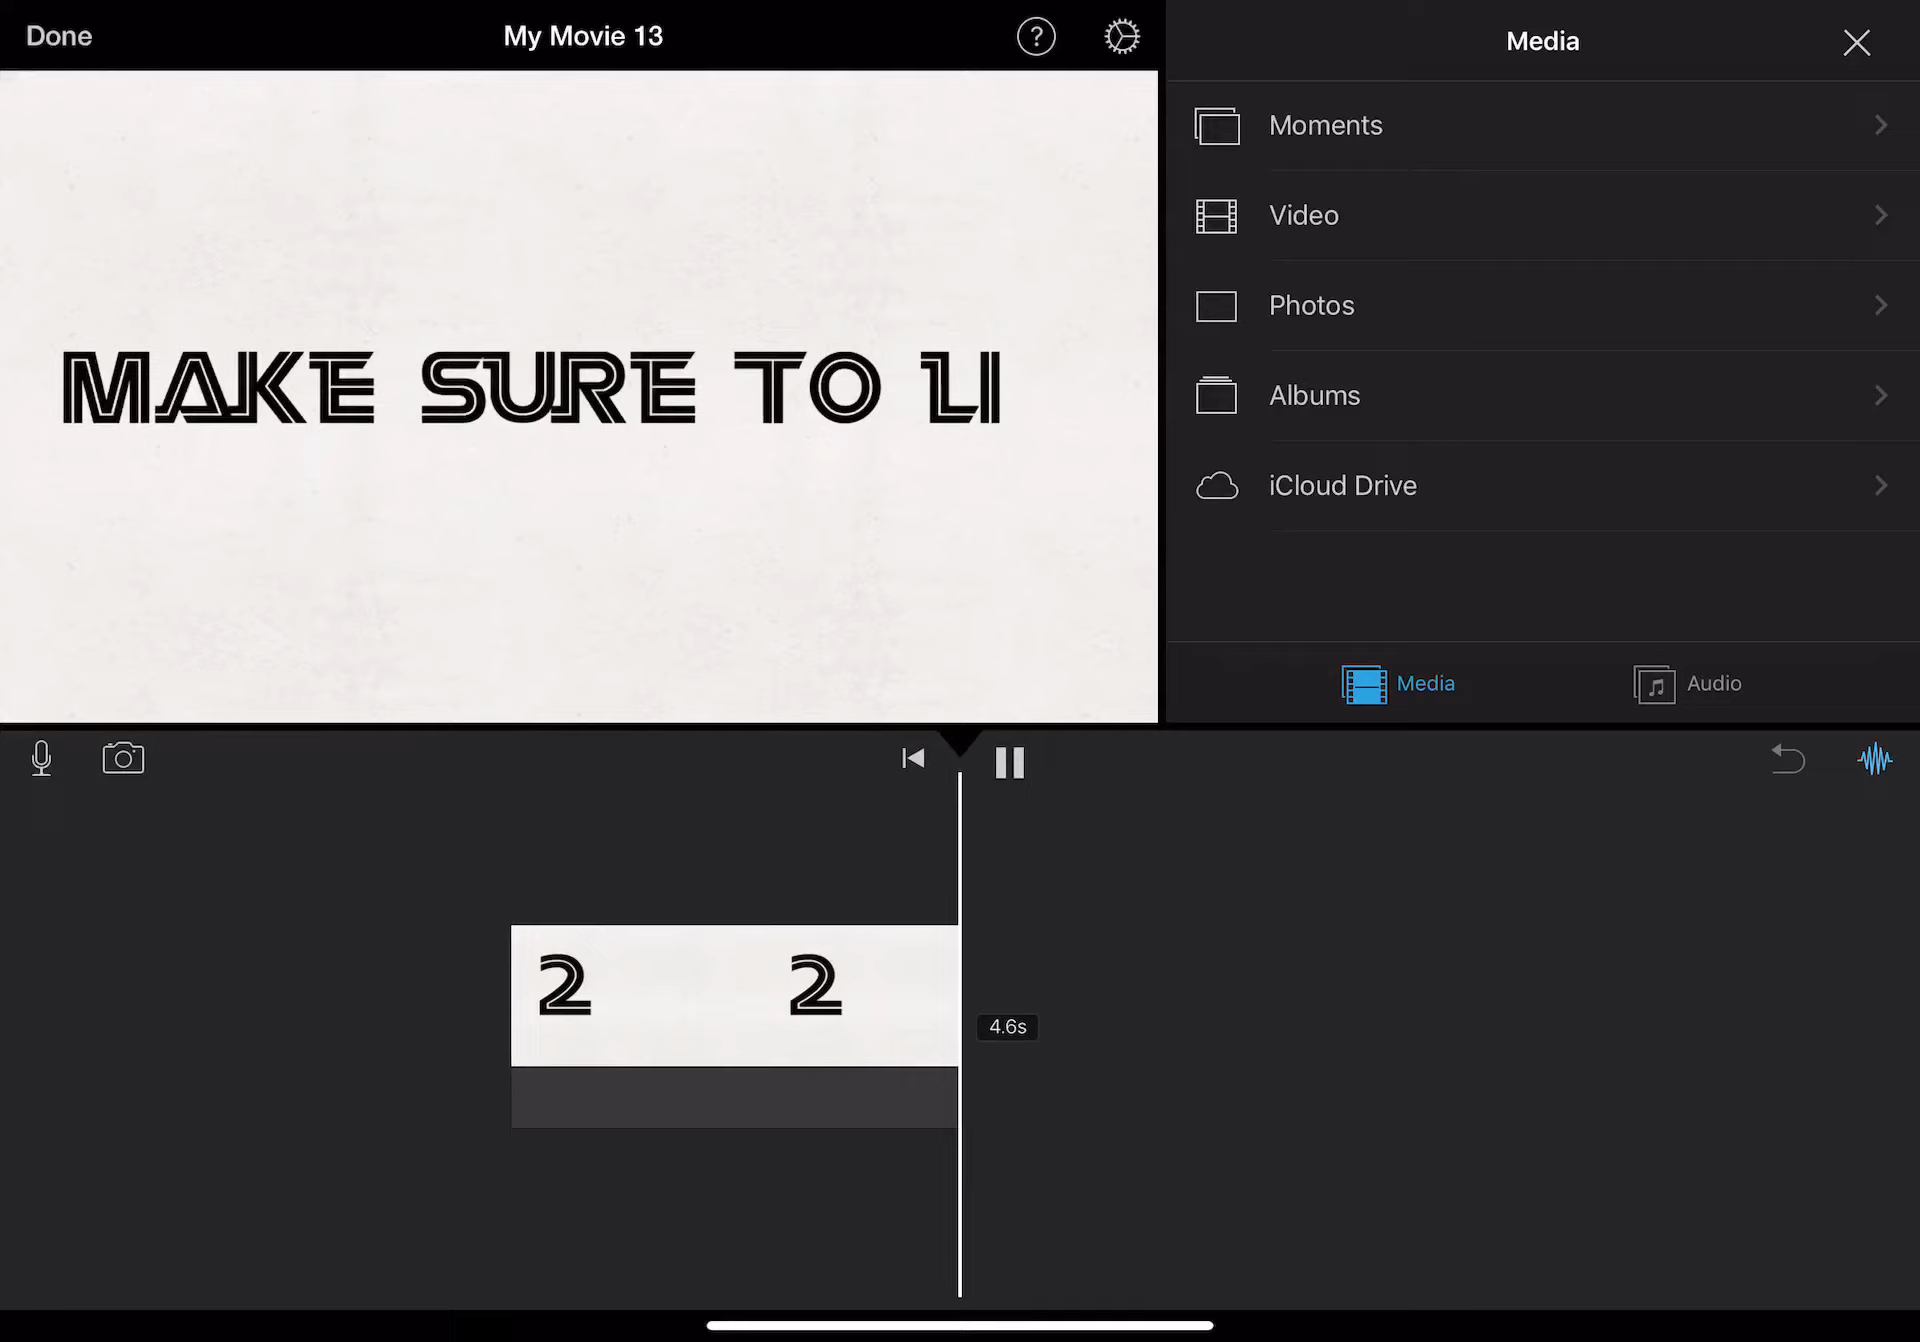 Done
My Movie 13
?
Media
MAKE SURE TO LI
Moments
Video
Photos
Albums
iCloud Drive
Media
Audio
2 2
4.6s